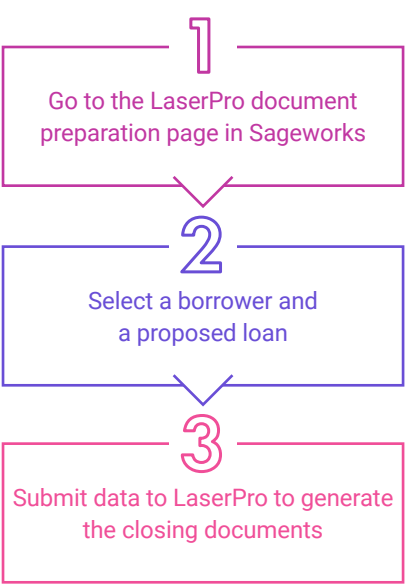 1
Go to the LaserPro document
preparation page in Sageworks
2
Select a borrower and
a proposed loan
3
Submit data to LaserPro to generate
the closing documents